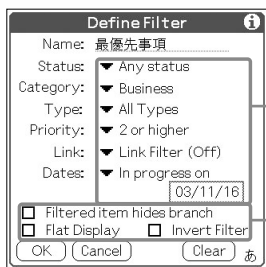 Define Filter i
Name: 最優先事項
Status: Any status
Category: Business
Type: All Types
Priority: 2 or higher
Link: Link Filter (Off)
Dates: In progress on
03/11/16
Filtered item hides branch
Flat Display Invert Filter
OK Cancel Clear あ